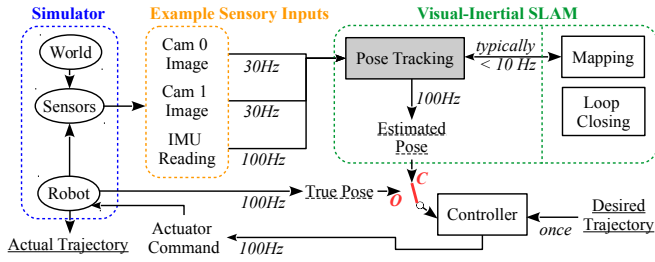 Simulator
Example Sensory Inputs
Visual-Inertial SLAM
World
Sensors
Robot
Cam 0
Image
30Hz
Cam 1
Image
30Hz
IMU
Reading
100Hz
Pose Tracking
typically
< 10 Hz
Mapping
Loop
Closing
100Hz
Estimated
Pose
100Hz
True Pose
O
C
Controller
once
Desired
Trajectory
Actual Trajectory
Actuator
Command
100Hz